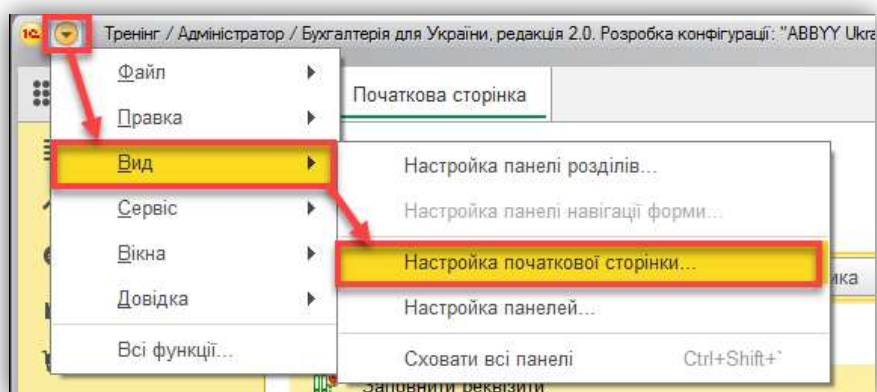 1С Тренінг / Адміністратор / Бухгалтерія для України, редакція 2.0. Розробка конфігурації: "ABBYY Ukra
Файл
Початкова сторінка
Правка
Вид
Настройка панелі розділів...
Сервіс
Настройка панелі навігації форми...
Вікна
Настройка початкової сторінки...
ика
Довідка
Настройка панелей...
Всі функції...
Сховати всі панелі Ctrl+Shift+`
Заповнити реквізити